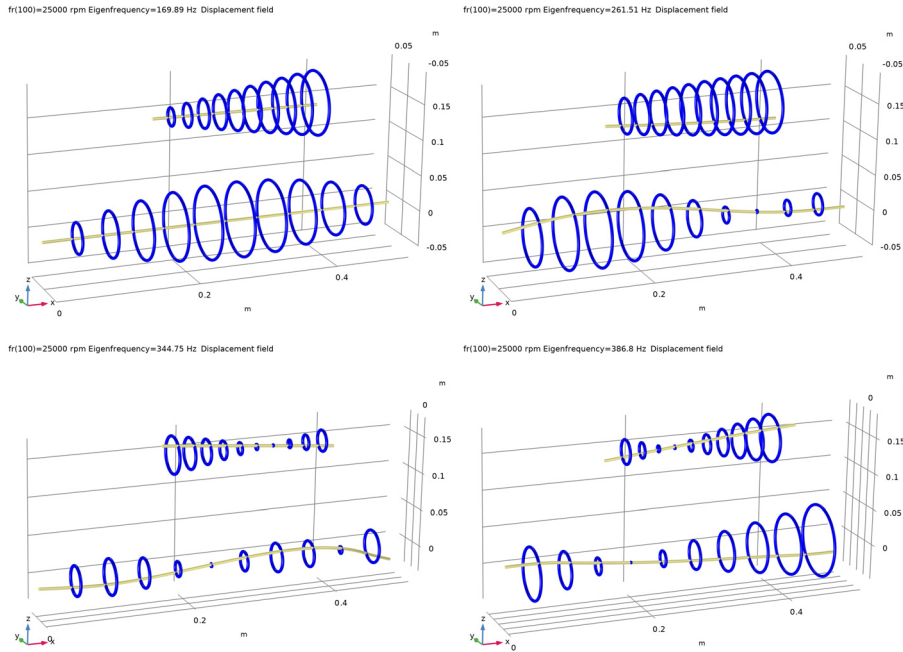 fr(100)=25000 rpm Eigenfrequency=169.89 Hz Displacement field
m
0.05
-0.05
0.15
0.1
0.05
0
-0.05
0.4
0.2
m
0
z
y
x
fr(100)=25000 rpm Eigenfrequency=261.51 Hz Displacement field
m
0.05
-0.05
0.15
0.1
0.05
0
-0.05
0.4
0.2
m
0
z
y
x
fr(100)=25000 rpm Eigenfrequency=344.75 Hz Displacement field
m
0
0.15
0.1
0.05
0
0.4
0.2
m
0
z
y
x
fr(100)=25000 rpm Eigenfrequency=386.8 Hz Displacement field
m
0
0.15
0.1
0.05
0
0.4
0.2
m
0
z
y
x